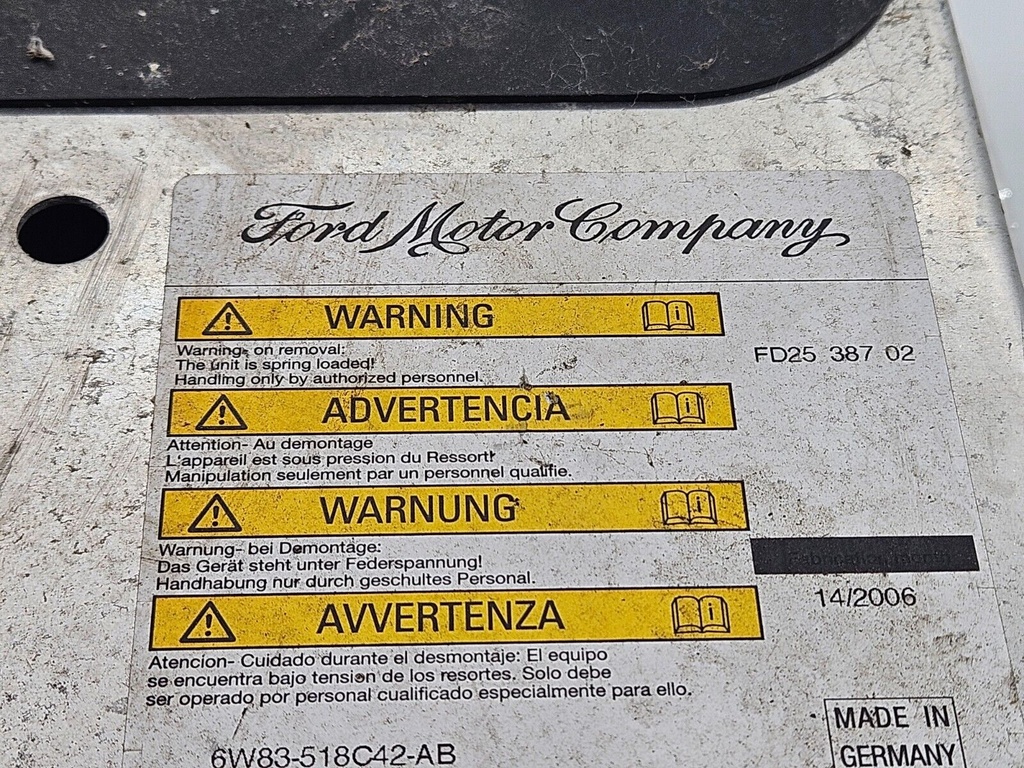 Ford Motor Company
WARNING
Warning- on removal:
The unit is spring loaded!
Handling only by authorized personnel.
FD25 387 02
ADVERTENCIA
Attention- Au demontage
L'appareil est sous pression du Ressort!
Manipulation seulement par un personnel qualifie.
WARNUNG
Warnung- bei Demontage:
Das Gerät steht unter Federspannung!
Handhabung nur durch geschultes Personal.
14/2006
AVVERTENZA
Atencion- Cuidado durante el desmontaje: El equipo
se encuentra bajo tension de los resortes. Solo debe
ser operado por personal cualificado especialmente para ello.
6W83-518C42-AB
MADE IN
GERMANY